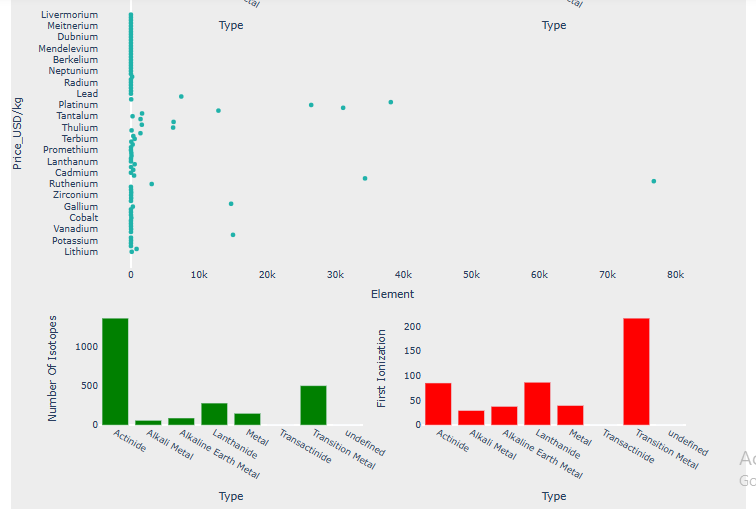 Type
Type
Livermorium
Meitnerium
Dubnium
Mendelevium
Berkelium
Neptunium
Radium
Lead
Platinum
Tantalum
Thulium
Terbium
Promethium
Lanthanum
Cadmium
Ruthenium
Zirconium
Gallium
Cobalt
Vanadium
Potassium
Lithium
Price_USD/kg
0 10k 20k 30k 40k 50k 60k 70k 80k
Element
Number Of Isotopes
1000
500
0
Actinide
Alkali Metal
Alkaline Earth Metal
Lanthanide
Metal
Transactinide
Transition Metal
undefined
Type
First Ionization
200
150
100
50
0
Actinide
Alkali Metal
Alkaline Earth Metal
Lanthanide
Metal
Transactinide
Transition Metal
undefined
Type